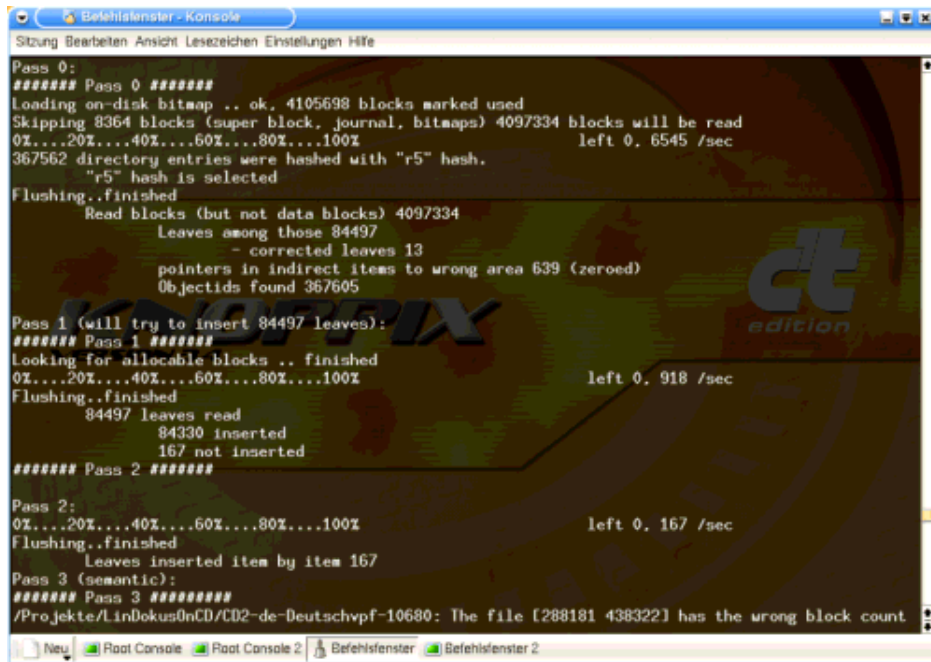 Befehlsfenster - Konsole
Sitzung Bearbeiten Ansicht Lesezeichen Einstellungen Hilfe
Pass 0:
####### Pass 0 #######
Loading on-disk bitmap .. ok, 4105698 blocks marked used
Skipping 8364 blocks (super block, journal, bitmaps) 4097334 blocks will be read
0%....20%....40%....60%....80%....100% left 0, 6545 /sec
367562 directory entries were hashed with "r5" hash.
"r5" hash is selected
Flushing..finished
Read blocks (but not data blocks) 4097334
Leaves among those 84497
- corrected leaves 13
pointers in indirect items to wrong area 639 (zeroed)
Objectids found 367605
c't
KNOPPIX
edition
Pass 1 (will try to insert 84497 leaves):
####### Pass 1 #######
Looking for allocable blocks .. finished
0%....20%....40%....60%....80%....100% left 0, 918 /sec
Flushing..finished
84497 leaves read
84330 inserted
167 not inserted
####### Pass 2 #######
Pass 2:
0%....20%....40%....60%....80%....100% left 0, 167 /sec
Flushing..finished
Leaves inserted item by item 167
Pass 3 (semantic):
####### Pass 3 #########
/Projekte/LinDokusOnCD/CD2-de-Deutschvpf-10680: The file [288181 438322] has the wrong block count
Neu Root Console Root Console 2 Befehlsfenster Befehlsfenster 2